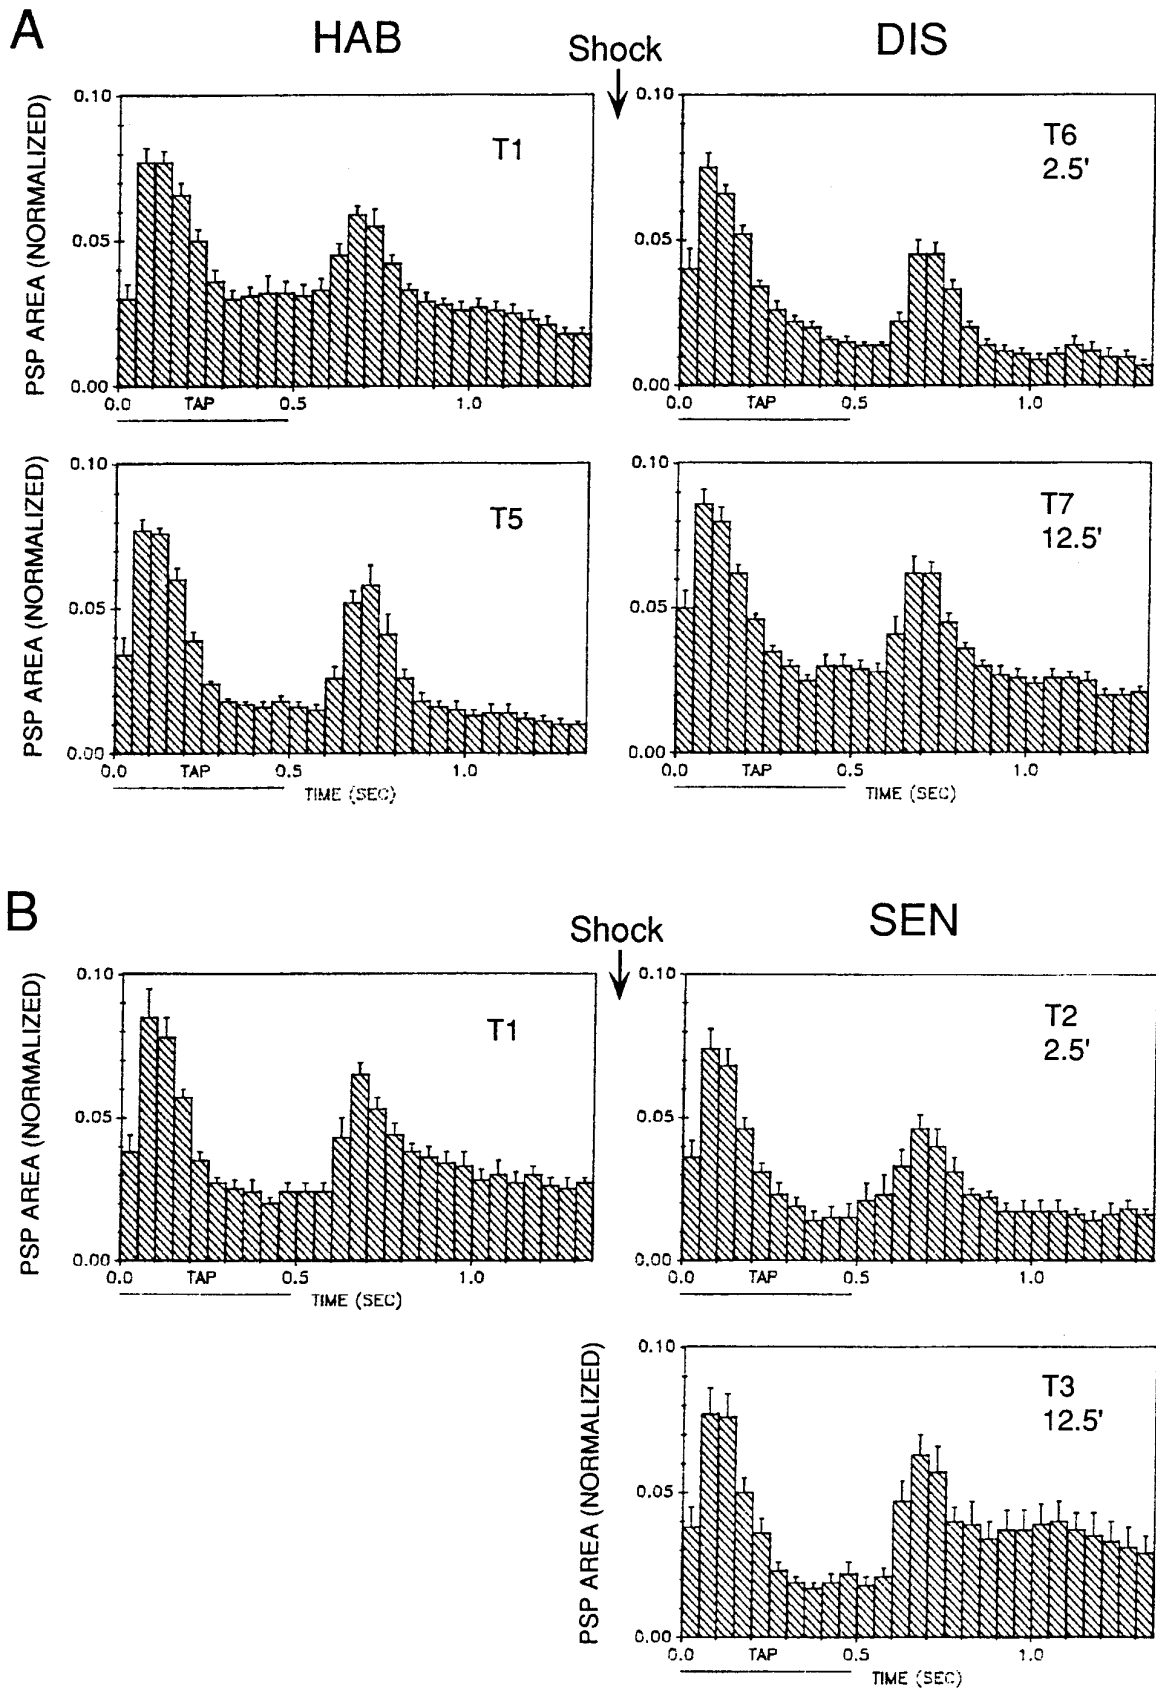 A
HAB
Shock
DIS
PSP AREA (NORMALIZED)
0.10
0.05
0.00
T1
0.0 TAP 0.5 1.0
0.10
0.05
0.00
T6
2.5'
0.0 TAP 0.5 1.0
PSP AREA (NORMALIZED)
0.10
0.05
0.00
T5
0.0 TAP 0.5 1.0
TIME (SEC)
0.10
0.05
0.00
T7
12.5'
0.0 TAP 0.5 1.0
TIME (SEC)
B
Shock
SEN
PSP AREA (NORMALIZED)
0.10
0.05
0.00
T1
0.0 TAP 0.5 1.0
TIME (SEC)
0.10
0.05
0.00
T2
2.5'
0.0 TAP 0.5 1.0
PSP AREA (NORMALIZED)
0.10
0.05
0.00
T3
12.5'
0.0 TAP 0.5 1.0
TIME (SEC)